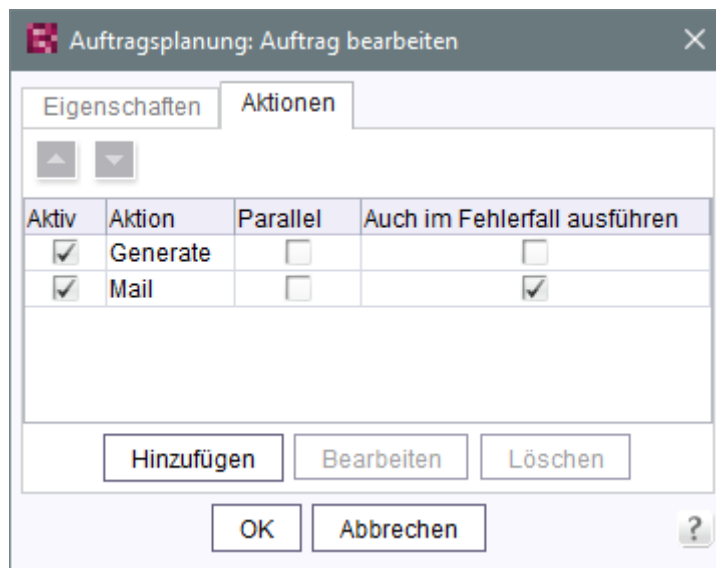 Auftragsplanung: Auftrag bearbeiten
Eigenschaften Aktionen
Aktiv Aktion Parallel Auch im Fehlerfall ausführen
Generate
Mail
Hinzufügen Bearbeiten Löschen
OK Abbrechen ?